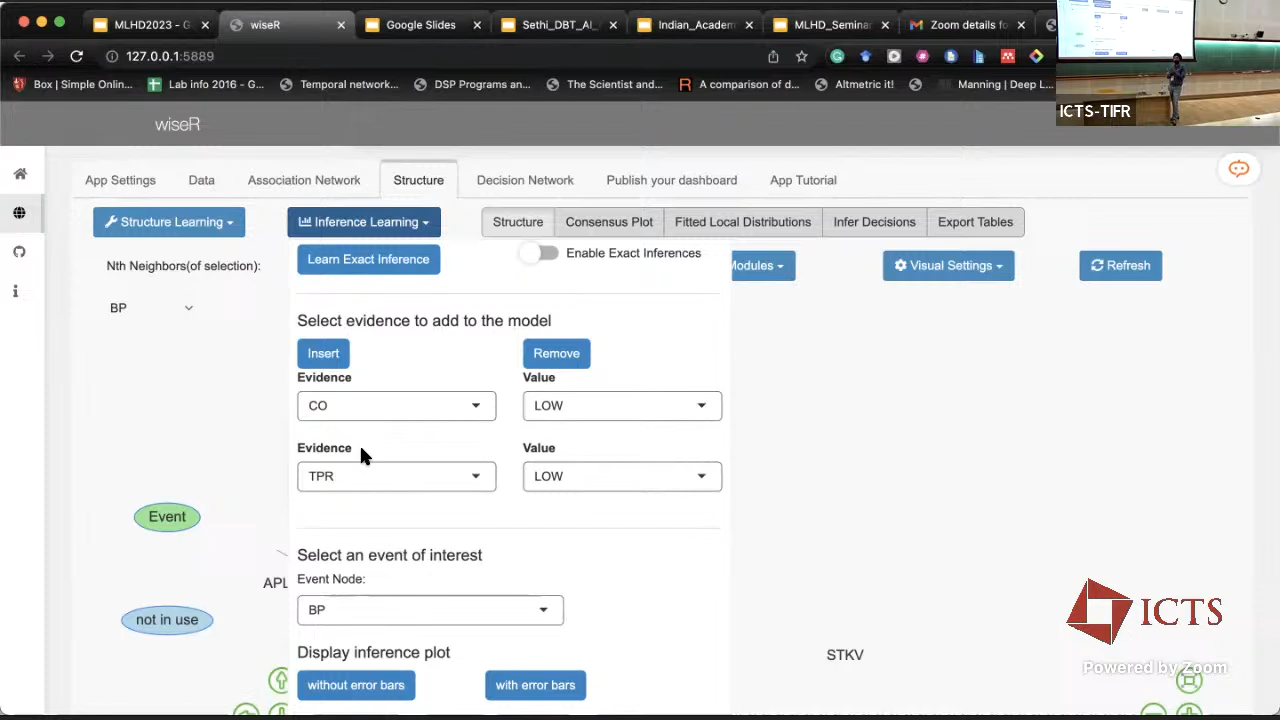 MLHD2023 - G
wiseR
Google Slides
Sethi_DBT_AI_
Indian_Academ
MLHD Semina
Zoom details fo
127.0.0.1:5889
Box | Simple Onlin...
Lab info 2016 - G...
Temporal network...
DSP Programs an...
The Scientist and...
A comparison of...
Altmetric it!
Manning | Deep L...
ICTS-TIFR
wiseR
App Settings
Data
Association Network
Structure
Decision Network
Publish your dashboard
App Tutorial
Structure Learning
Inference Learning
Structure
Consensus Plot
Fitted Local Distributions
Infer Decisions
Export Tables
Nth Neighbors(of selection):
Learn Exact Inference
Enable Exact Inferences
Modules
Visual Settings
Refresh
BP
Select evidence to add to the model
Insert
Remove
Evidence
Value
CO
LOW
Evidence
Value
TPR
LOW
Event
Select an event of interest
Event Node:
APL
BP
not in use
Display inference plot
STKV
without error bars
with error bars
ICTS
Powered by Zoom